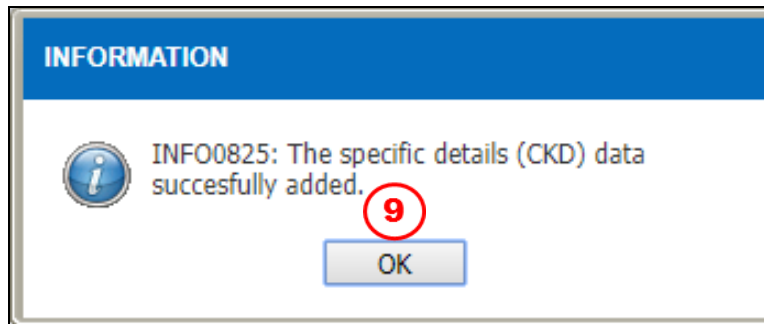 INFORMATION
INFO0825: The specific details (CKD) data
succesfully added.
9
OK